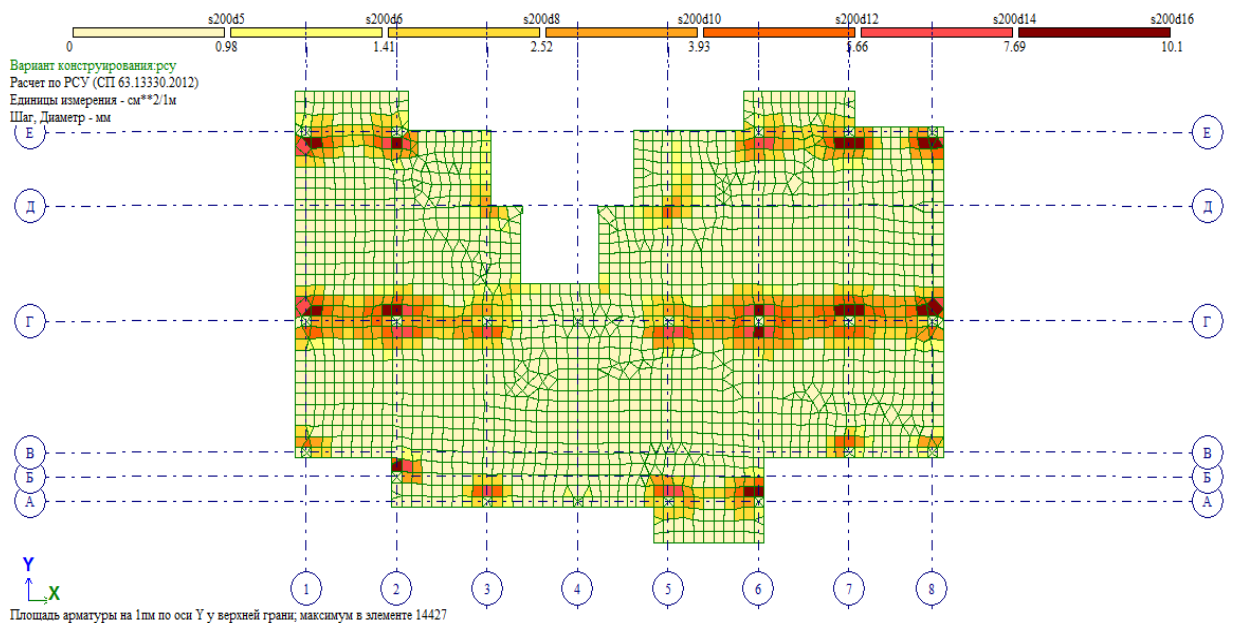 s200d5 s200d6 s200d8 s200d10 s200d12 s200d14 s200d16
0 0.98 1.41 2.52 3.93 5.66 7.69 10.1
Вариант конструирования:рсу
Расчет по РСУ (СП 63.13330.2012)
Единицы измерения - см**2/1м
Шаг, Диаметр - мм
Е Е
Д Д
Г Г
В В
Б Б
А А
Y
X
1 2 3 4 5 6 7 8
Площадь арматуры на 1пм по оси Y у верхней грани; максимум в элементе 14427